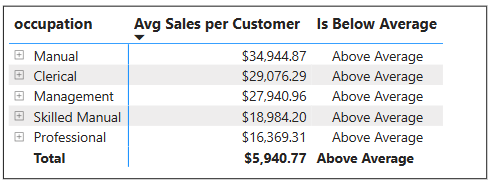 occupation Avg Sales per Customer Is Below Average
Manual $34,944.87 Above Average
Clerical $29,076.29 Above Average
Management $27,940.96 Above Average
Skilled Manual $18,984.20 Above Average
Professional $16,369.31 Above Average
Total $5,940.77 Above Average